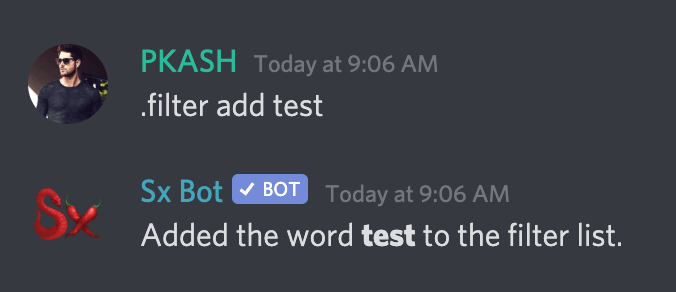 PKASH Today at 9:06 AM
.filter add test
Sx Bot ✓ BOT Today at 9:06 AM
Sx
Added the word test to the filter list.